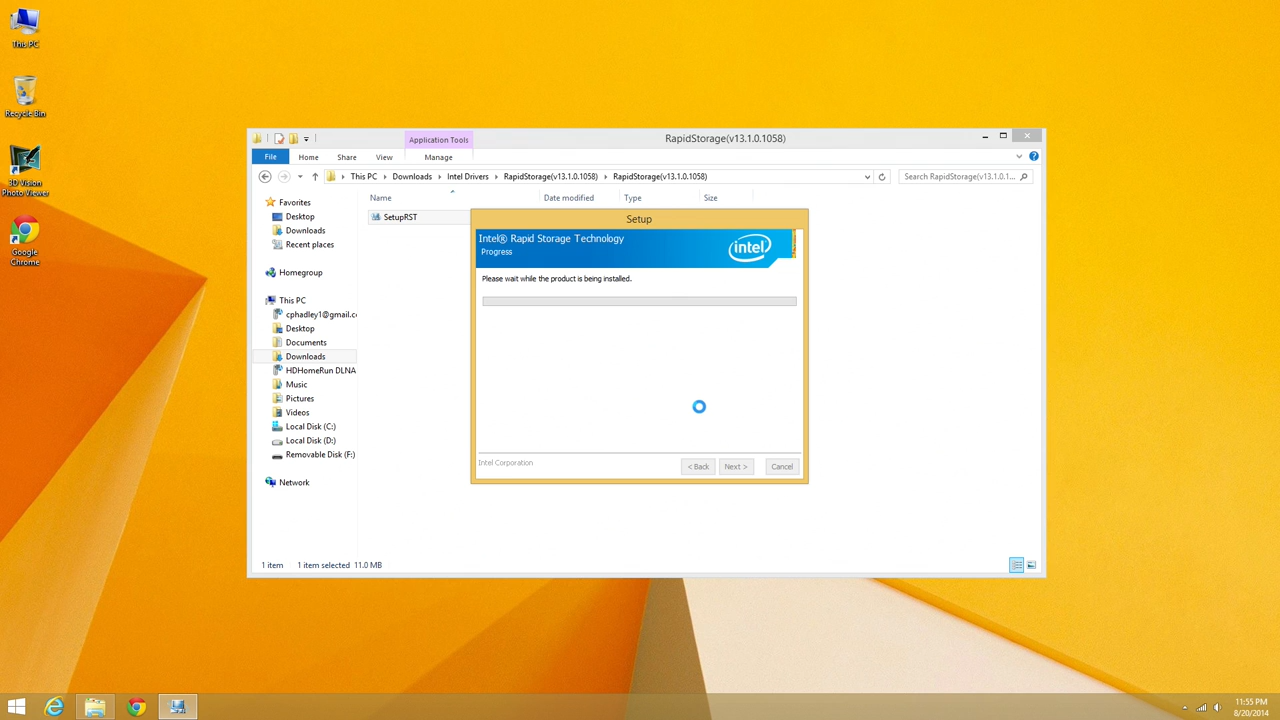 This PC
Recycle Bin
3D Vision
Photo Viewer
Google
Chrome
Application Tools
RapidStorage(v13.1.0.1058)
File
Home
Share
View
Manage
This PC
Downloads
Intel Drivers
RapidStorage(v13.1.0.1058)
RapidStorage(v13.1.0.1058)
Search RapidStorage(v13.1.0.1...
Name
Date modified
Type
Size
SetupRST
Favorites
Desktop
Downloads
Recent places
Homegroup
This PC
cphadley1@gmail.co
Desktop
Documents
Downloads
HDHomeRun DLNA
Music
Pictures
Videos
Local Disk (C:)
Local Disk (D:)
Removable Disk (F:)
Network
1 item
1 item selected 11.0 MB
Setup
Intel® Rapid Storage Technology
Progress
intel
Please wait while the product is being installed.
Intel Corporation
< Back
Next >
Cancel
11:55 PM
8/20/2014